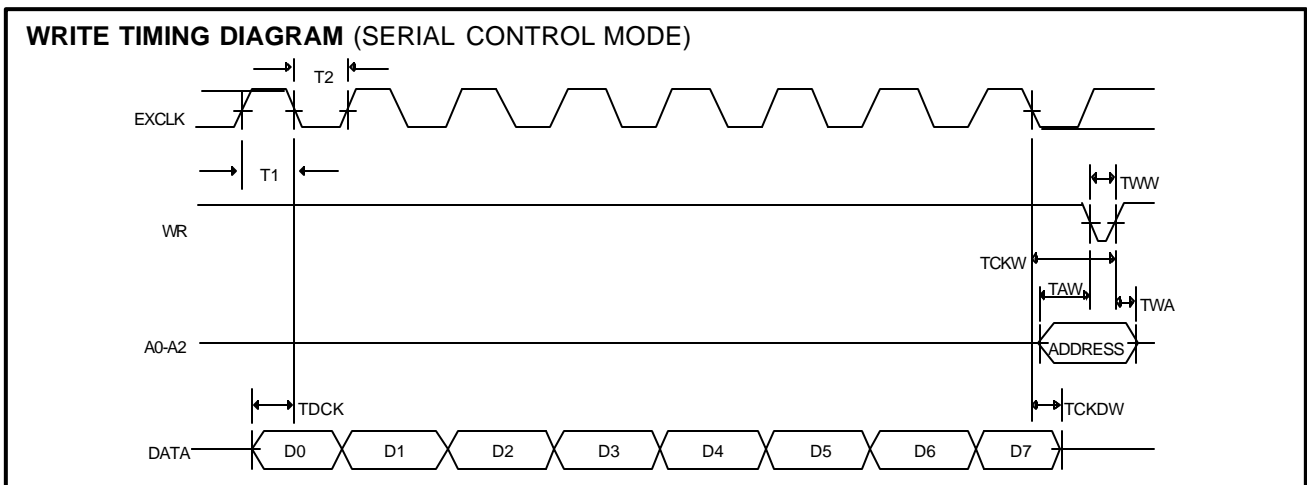 WRITE TIMING DIAGRAM (SERIAL CONTROL MODE)
T2
EXCLK
T1
TWW
WR
TCKW
TAW
TWA
A0-A2
ADDRESS
TDCK
TCKDW
DATA
D0 D1 D2 D3 D4 D5 D6 D7